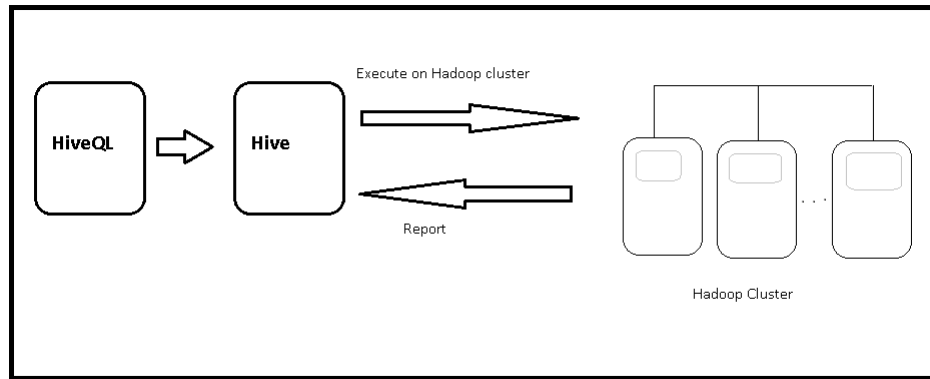 Execute on Hadoop cluster
HiveQL
Hive
Report
. . .
Hadoop Cluster